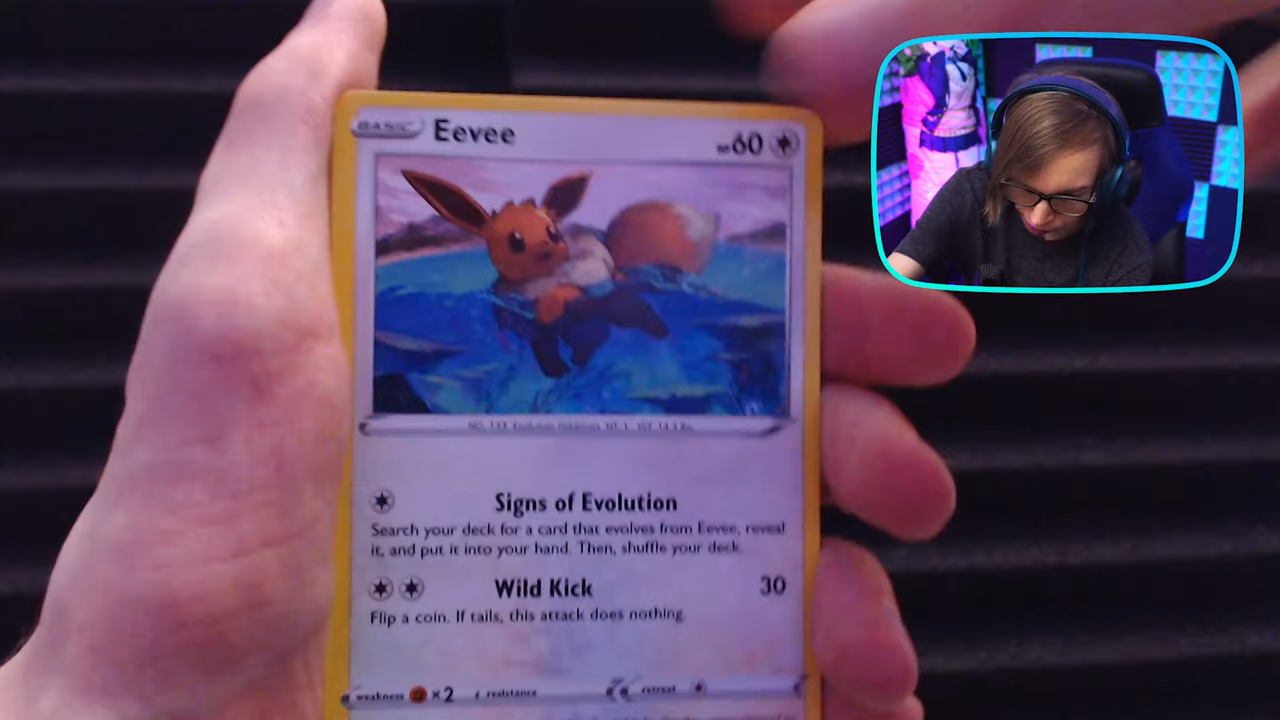 BASIC Eevee 60
Signs of Evolution
Search your deck for a card that evolves from Eevee, reveal
it, and put it into your hand. Then, shuffle your deck.
Wild Kick 30
Flip a coin. If tails, this attack does nothing.
weakness ×2 resistance retreat